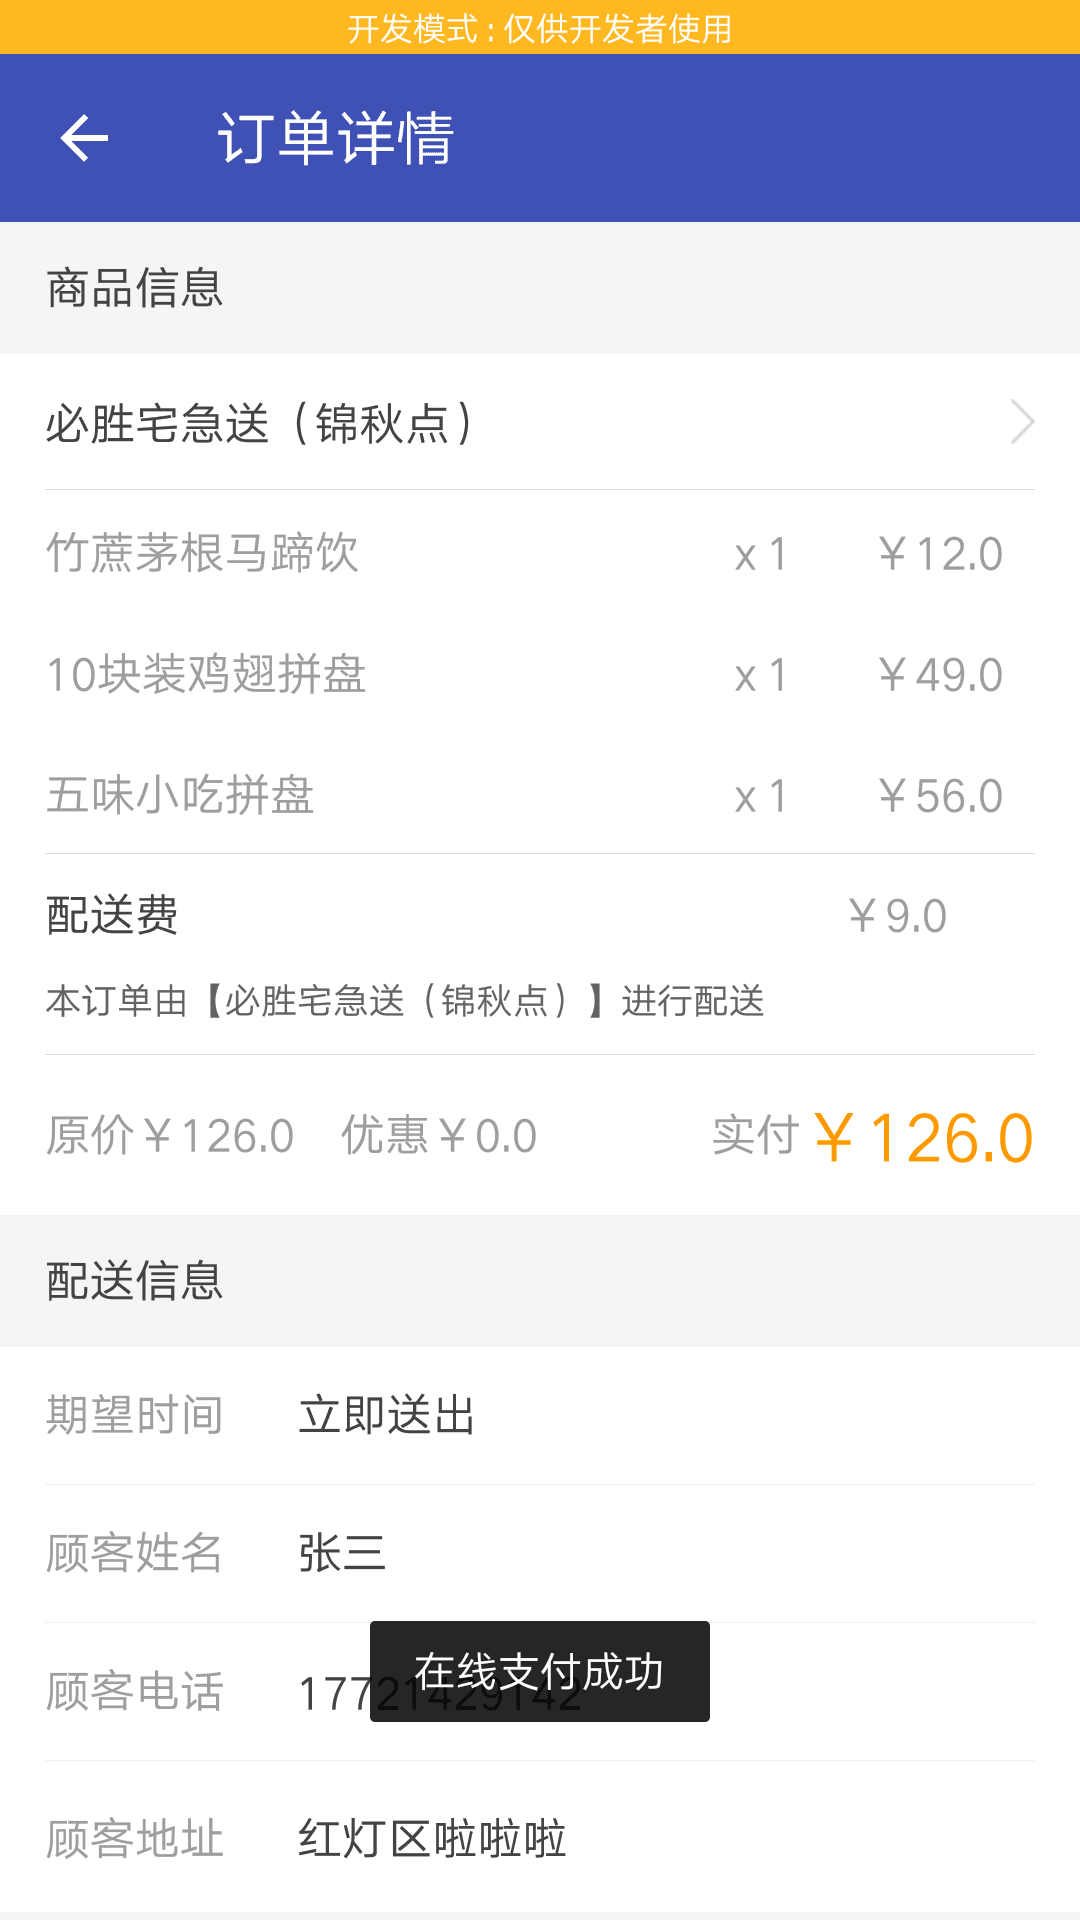 开发模式 : 仅供开发者使用
订单详情
商品信息
必胜宅急送（锦秋点）
竹蔗茅根马蹄饮 x 1 ￥12.0
10块装鸡翅拼盘 x 1 ￥49.0
五味小吃拼盘 x 1 ￥56.0
配送费 ￥9.0
本订单由【必胜宅急送（锦秋点）】进行配送
原价￥126.0 优惠￥0.0 实付￥126.0
配送信息
期望时间 立即送出
顾客姓名 张三
在线支付成功
顾客电话 17721429142
顾客地址 红灯区啦啦啦